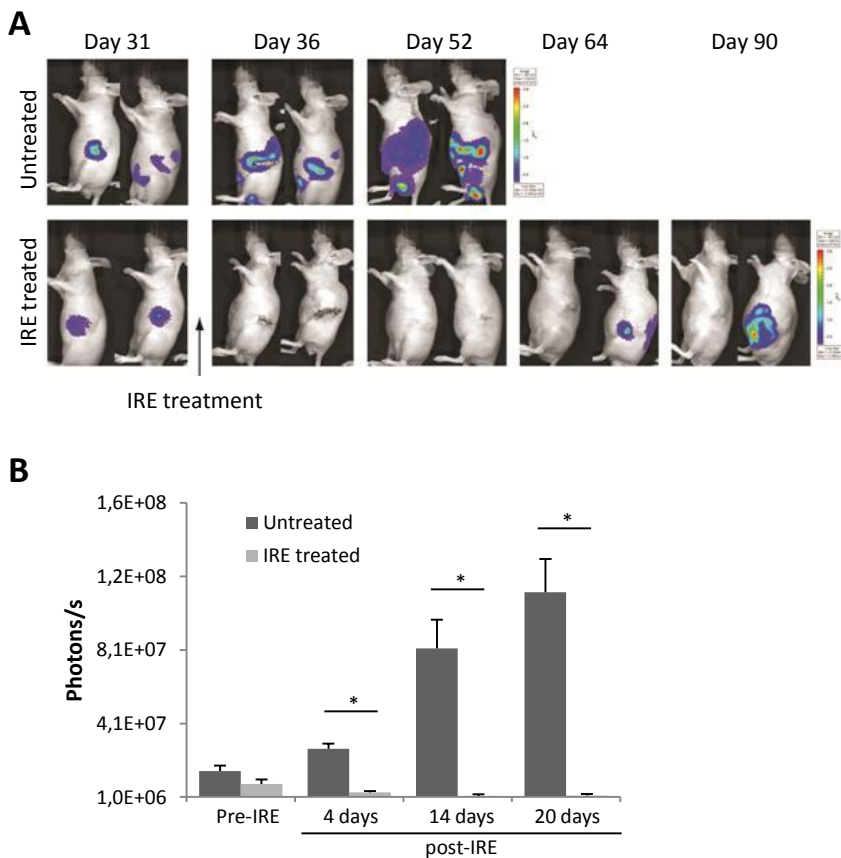 A
Day 31 Day 36 Day 52 Day 64 Day 90
Untreated
IRE treated
IRE treatment
B
1,6E+08
1,2E+08
8,1E+07
4,1E+07
1,0E+06
Photons/s
Untreated
IRE treated
*
*
*
Pre-IRE 4 days 14 days 20 days
post-IRE